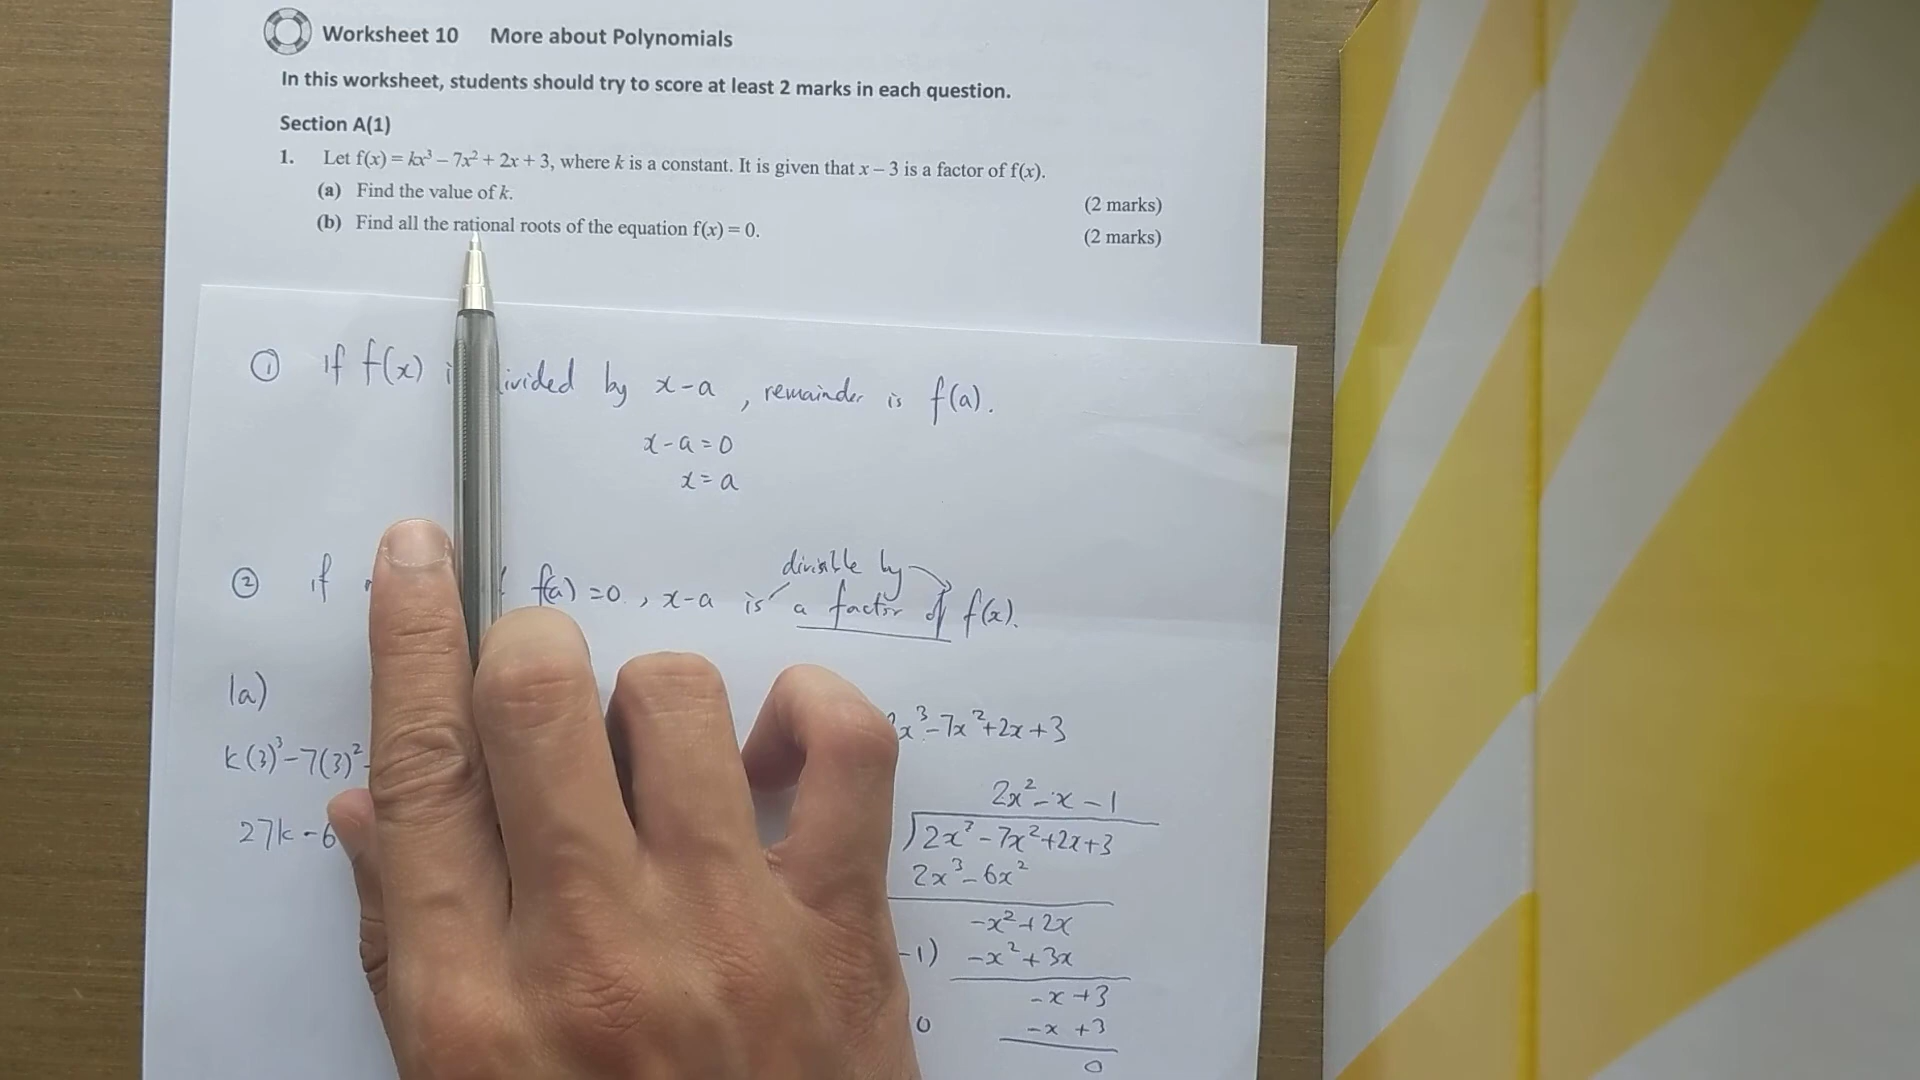 Worksheet 10 More about Polynomials
In this worksheet, students should try to score at least 2 marks in each question.
Section A(1)
1. Let f(x) = kx³ – 7x² + 2x + 3, where k is a constant. It is given that x – 3 is a factor of f(x).
(a) Find the value of k. (2 marks)
(b) Find all the rational roots of the equation f(x) = 0. (2 marks)
① If f(x) divided by x-a, remainder is f(a).
x-a=0
x=a
divisible by
② if f(a)=0, x-a is a factor of f(x).
1a)
x³-7x²+2x+3
k(3)³-7(3)²-
2x²-x-1
27k-6
2x³-7x²+2x+3
2x³-6x²
-x²+2x
-1) -x²+3x
-x+3
0 -x+3
0